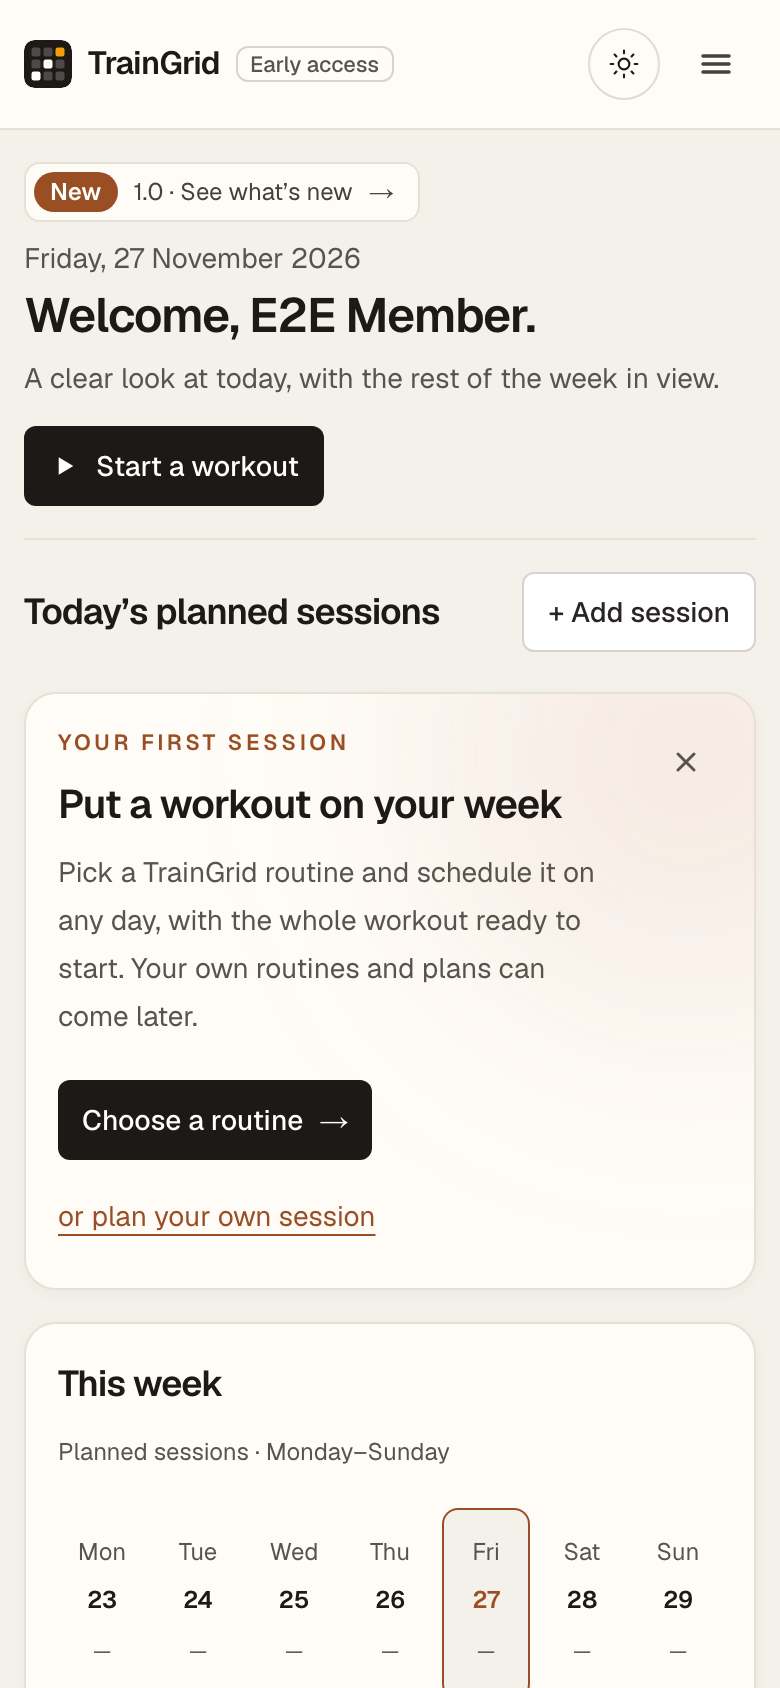 TrainGrid Early access
New 1.0 · See what’s new →
Friday, 27 November 2026
Welcome, E2E Member.
A clear look at today, with the rest of the week in view.
Start a workout
Today’s planned sessions
+ Add session
YOUR FIRST SESSION
Put a workout on your week
Pick a TrainGrid routine and schedule it on
any day, with the whole workout ready to
start. Your own routines and plans can
come later.
Choose a routine →
or plan your own session
This week
Planned sessions · Monday–Sunday
Mon Tue Wed Thu Fri Sat Sun
23 24 25 26 27 28 29
— — — — — — —